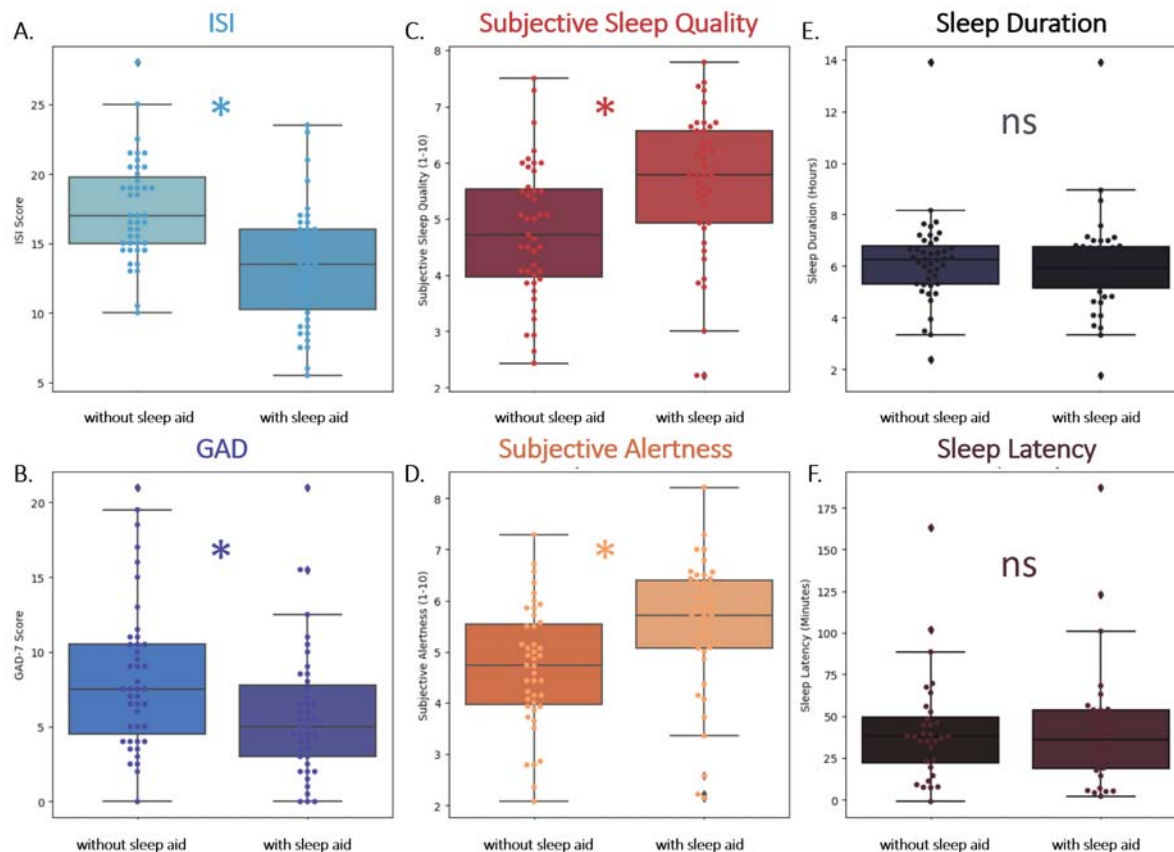 A.
ISI
*
ISI Score
25
20
15
10
5
without sleep aid
with sleep aid
C.
Subjective Sleep Quality
*
Subjective Sleep Quality (1-10)
8
7
6
5
4
3
2
without sleep aid
with sleep aid
E.
Sleep Duration
ns
Sleep Duration (Hours)
14
12
10
8
6
4
2
without sleep aid
with sleep aid
B.
GAD
*
GAD-7 Score
20
15
10
5
0
without sleep aid
with sleep aid
D.
Subjective Alertness
*
Subjective Alertness (1-10)
8
7
6
5
4
3
2
without sleep aid
with sleep aid
F.
Sleep Latency
ns
Sleep Latency (Minutes)
175
150
125
100
75
50
25
0
without sleep aid
with sleep aid